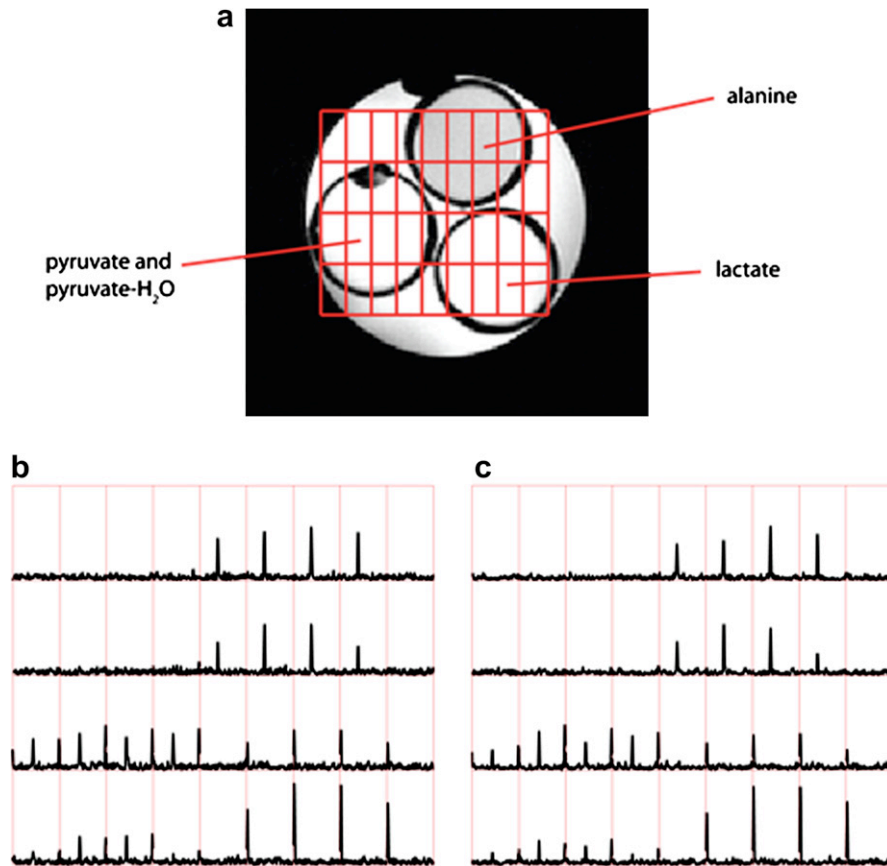 a
alanine
pyruvate and
pyruvate-H₂O
lactate
b
c